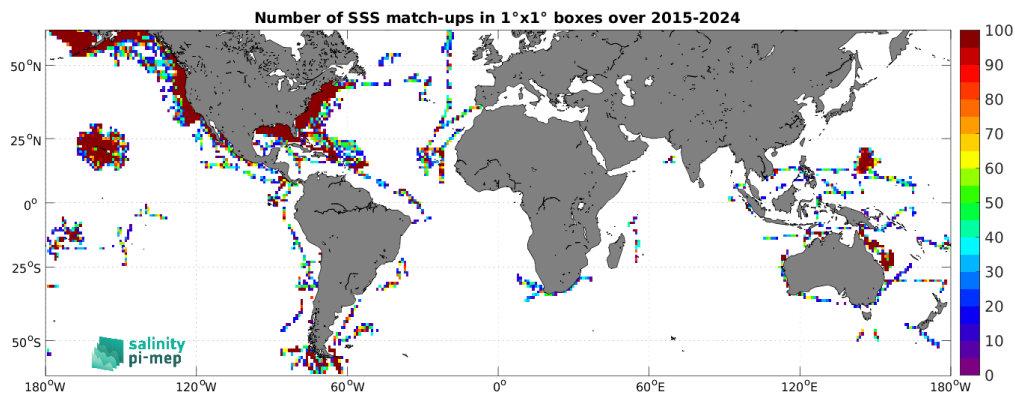 Number of SSS match-ups in 1°x1° boxes over 2015-2024
50°N
25°N
0°
25°S
50°S
180°W
120°W
60°W
0°
60°E
120°E
180°W
100
90
80
70
60
50
40
30
20
10
0
salinity
pi-mep